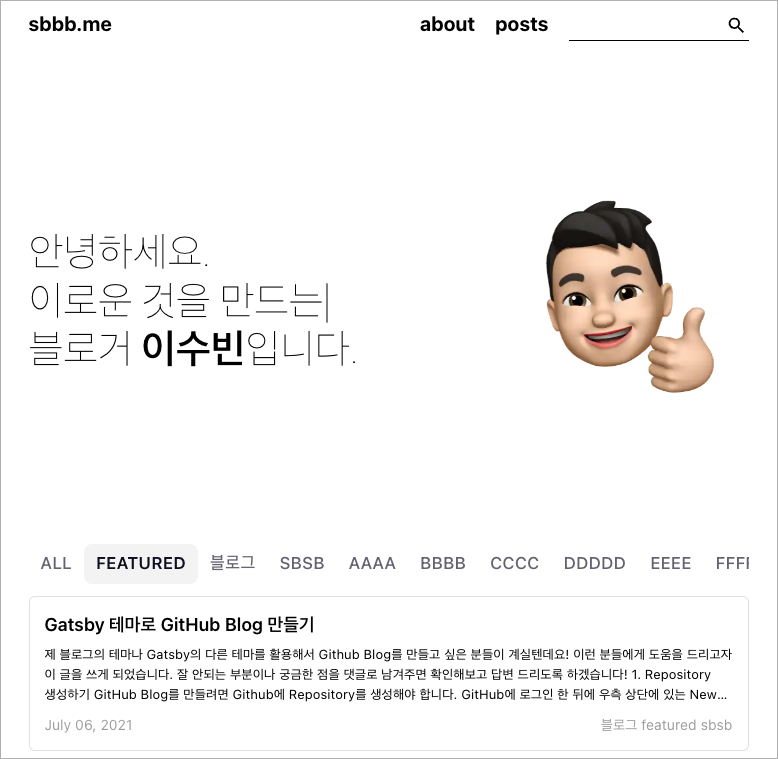 sbbb.me about posts
안녕하세요.
이로운 것을 만드는|
블로거 이수빈입니다.
ALL FEATURED 블로그 SBSB AAAA BBBB CCCC DDDDD EEEE FFFF
Gatsby 테마로 GitHub Blog 만들기
제 블로그의 테마나 Gatsby의 다른 테마를 활용해서 Github Blog를 만들고 싶은 분들이 계실텐데요! 이런 분들에게 도움을 드리고자
이 글을 쓰게 되었습니다. 잘 안되는 부분이나 궁금한 점을 댓글로 남겨주면 확인해보고 답변 드리도록 하겠습니다! 1. Repository
생성하기 GitHub Blog를 만들려면 Github에 Repository를 생성해야 합니다. GitHub에 로그인 한 뒤에 우측 상단에 있는 New…
July 06, 2021 블로그 featured sbsb